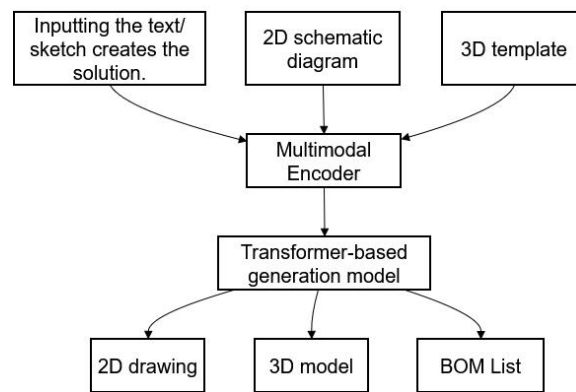 Inputting the text/
sketch creates the
solution.
2D schematic
diagram
3D template
Multimodal
Encoder
Transformer-based
generation model
2D drawing
3D model
BOM List